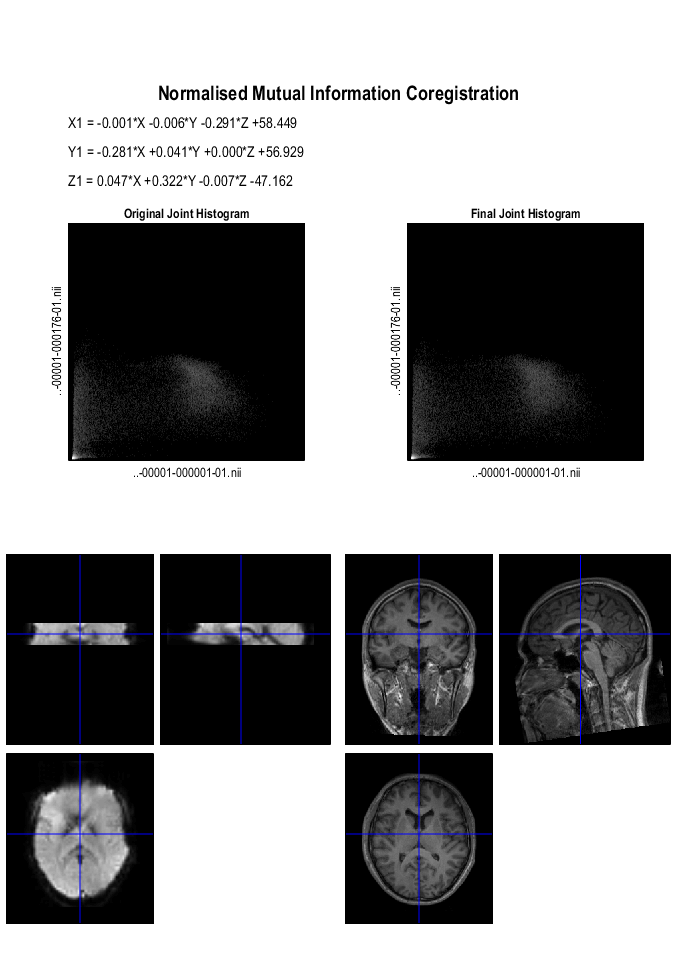 Normalised Mutual Information Coregistration
X1 = -0.001*X -0.006*Y -0.291*Z +58.449
Y1 = -0.281*X +0.041*Y +0.000*Z +56.929
Z1 = 0.047*X +0.322*Y -0.007*Z -47.162
Original Joint Histogram
..-00001-000176-01.nii
..-00001-000001-01.nii
Final Joint Histogram
..-00001-000176-01.nii
..-00001-000001-01.nii